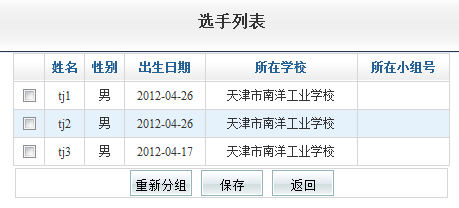 选手列表
姓名 性别 出生日期 所在学校 所在小组号
tj1 男 2012-04-26 天津市南洋工业学校
tj2 男 2012-04-26 天津市南洋工业学校
tj3 男 2012-04-17 天津市南洋工业学校
重新分组 保存 返回